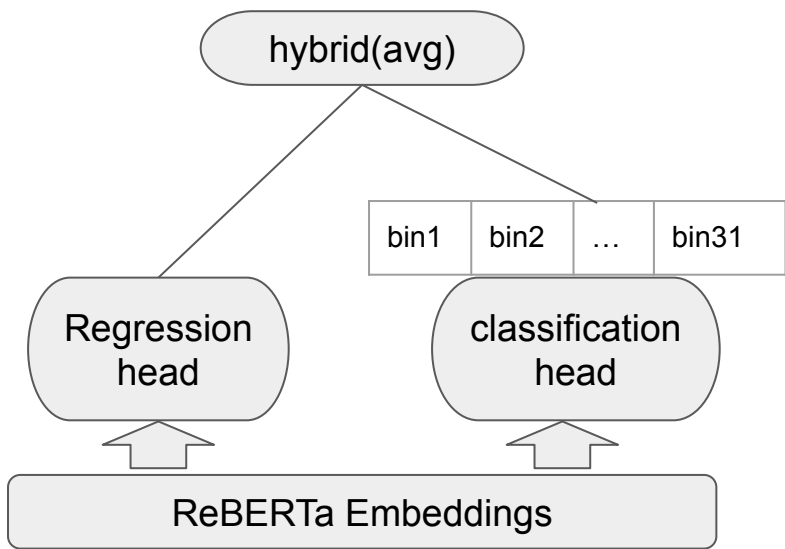 hybrid(avg)
bin1 bin2 … bin31
Regression
head
classification
head
ReBERTa Embeddings